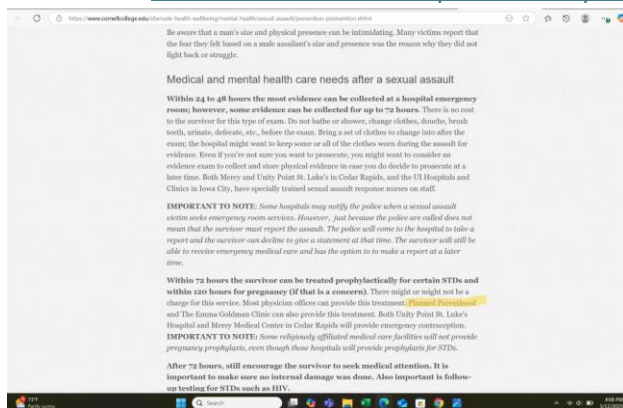 https://www.cornellcollege.edu/ebersole-health-wellbeing/mental-health/sexual-assault/prevention-postvention.shtml
Be aware that a man's size and physical presence can be intimidating. Many victims report that
the fear they felt based on a male assailant's size and presence was the reason why they did not
fight back or struggle.
Medical and mental health care needs after a sexual assault
Within 24 to 48 hours the most evidence can be collected at a hospital emergency
room; however, some evidence can be collected for up to 72 hours. There is no cost
to the survivor for this type of exam. Do not bathe or shower, change clothes, douche, brush
teeth, urinate, defecate, etc., before the exam. Bring a set of clothes to change into after the
exam; the hospital might want to keep some or all of the clothes worn during the assault for
evidence. Even if you're not sure you want to prosecute, you might want to consider an
evidence exam to collect and store physical evidence in case you do decide to prosecute at a
later time. Both Mercy and Unity Point St. Luke's in Cedar Rapids, and the UI Hospitals and
Clinics in Iowa City, have specially trained sexual assault response nurses on staff.
IMPORTANT TO NOTE: Some hospitals may notify the police when a sexual assault
victim seeks emergency room services. However, just because the police are called does not
mean that the survivor must report the assault. The police will come to the hospital to take a
report and the survivor can decline to give a statement at that time. The survivor will still be
able to receive emergency medical care and has the option to to make a report at a later
time.
Within 72 hours the survivor can be treated prophylactically for certain STDs and
within 120 hours for pregnancy (if that is a concern). There might or might not be a
charge for this service. Most physician offices can provide this treatment. Planned Parenthood
and The Emma Goldman Clinic can also provide this treatment. Both Unity Point St. Luke's
Hospital and Mercy Medical Center in Cedar Rapids will provide emergency contraception.
IMPORTANT TO NOTE: Some religiously affiliated medical care facilities will not provide
pregnancy prophylaxis, even though those hospitals will provide prophylaxis for STDs.
After 72 hours, still encourage the survivor to seek medical attention. It is
important to make sure no internal damage was done. Also important is follow-
up testing for STDs such as HIV.
Partly sunny
Search
4:08 PM